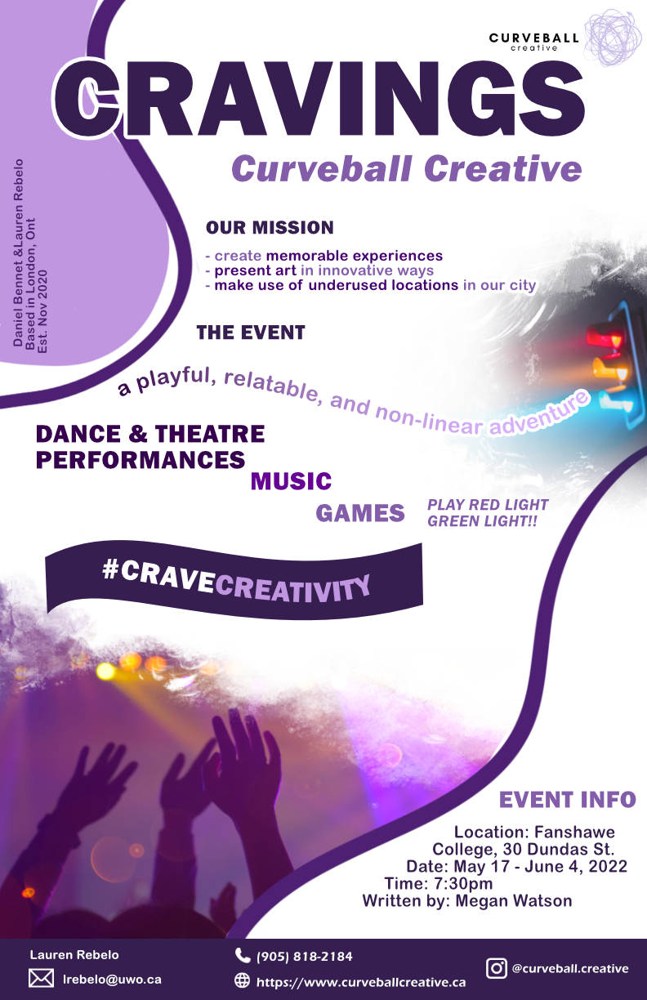 CURVEBALL
creative
CRAVINGS
Curveball Creative
Daniel Bennet &Lauren Rebelo
Based in London, Ont
Est. Nov 2020
OUR MISSION
- create memorable experiences
- present art in innovative ways
- make use of underused locations in our city
THE EVENT
a playful, relatable, and non-linear adventure
DANCE & THEATRE
PERFORMANCES
MUSIC
GAMES
PLAY RED LIGHT
GREEN LIGHT!!
#CRAVECREATIVITY
EVENT INFO
Location: Fanshawe
College, 30 Dundas St.
Date: May 17 - June 4, 2022
Time: 7:30pm
Written by: Megan Watson
Lauren Rebelo
lrebelo@uwo.ca
(905) 818-2184
https://www.curveballcreative.ca
@curveball.creative